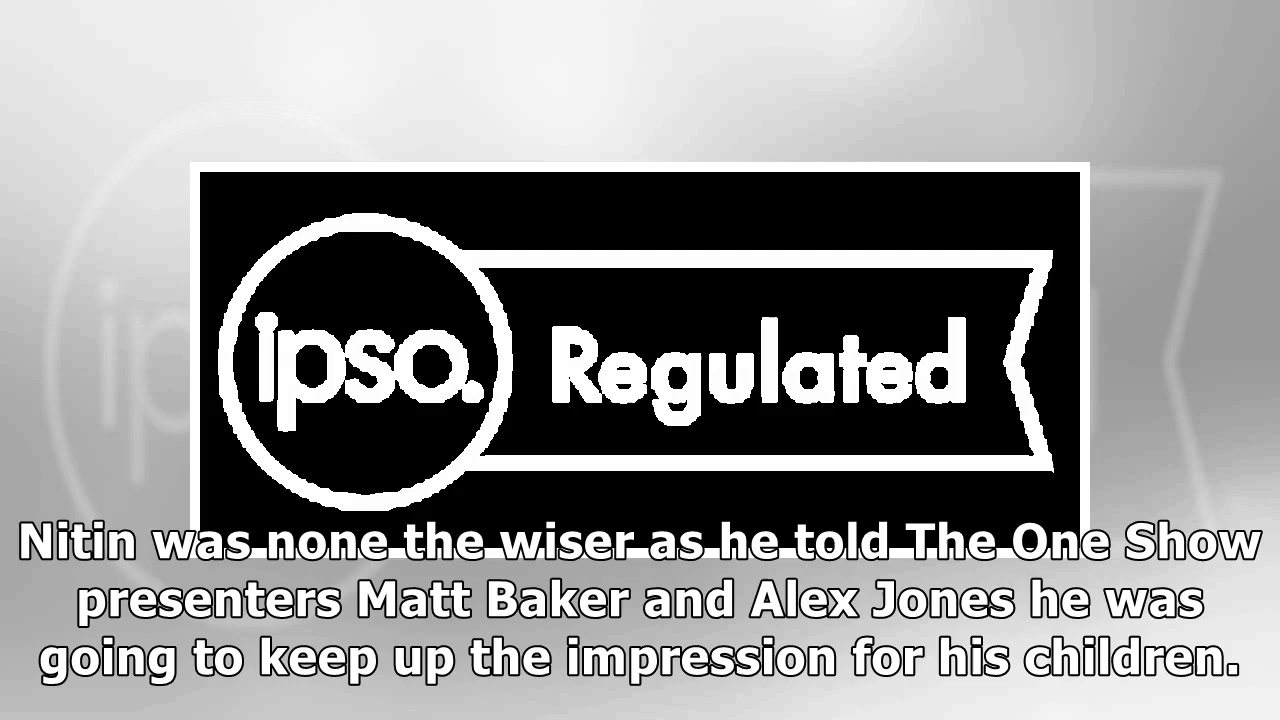 ipso. Regulated
Nitin was none the wiser as he told The One Show
presenters Matt Baker and Alex Jones he was
going to keep up the impression for his children.